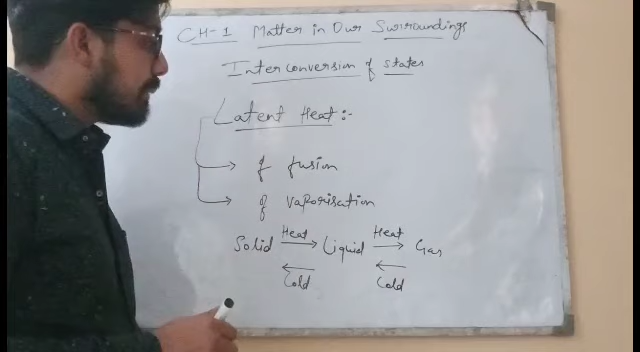 CH-1 Matter in Our Surroundings
Interconversion of states
Latent Heat :-
of fusion
of vaporisation
Solid Heat Liquid Heat Gas
Cold Cold